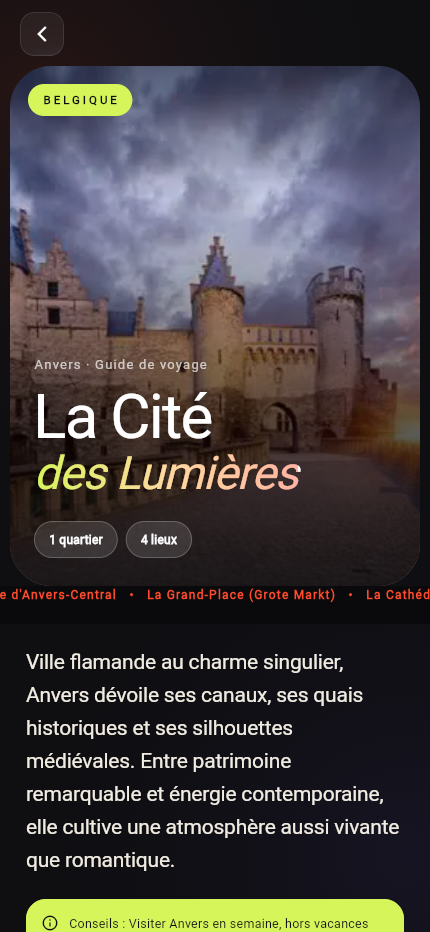 BELGIQUE
Anvers · Guide de voyage
La Cité
des Lumières
1 quartier
4 lieux
e d'Anvers-Central • La Grand-Place (Grote Markt) • La Cathéd
Ville flamande au charme singulier,
Anvers dévoile ses canaux, ses quais
historiques et ses silhouettes
médiévales. Entre patrimoine
remarquable et énergie contemporaine,
elle cultive une atmosphère aussi vivante
que romantique.
Conseils : Visiter Anvers en semaine, hors vacances